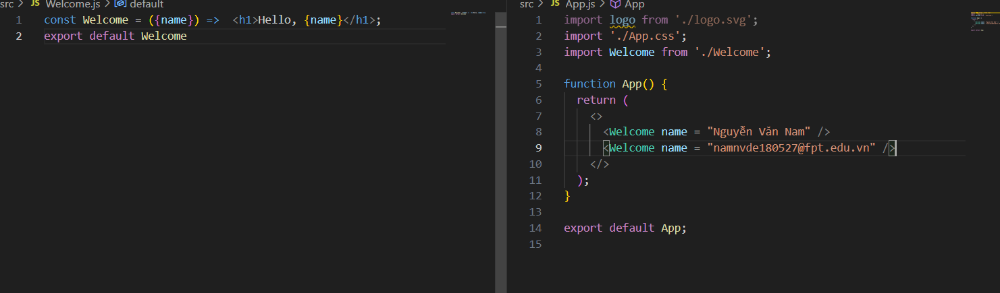 src > JS Welcome.js > default
1 const Welcome = ({name}) =>  <h1>Hello, {name}</h1>;
2 export default Welcome
src > JS App.js > App
1 import logo from './logo.svg';
2 import './App.css';
3 import Welcome from './Welcome';
4
5 function App() {
6   return (
7     <>
8       <Welcome name = "Nguyễn Văn Nam" />
9       <Welcome name = "namnvde180527@fpt.edu.vn" />
10     </>
11   );
12 }
13
14 export default App;
15